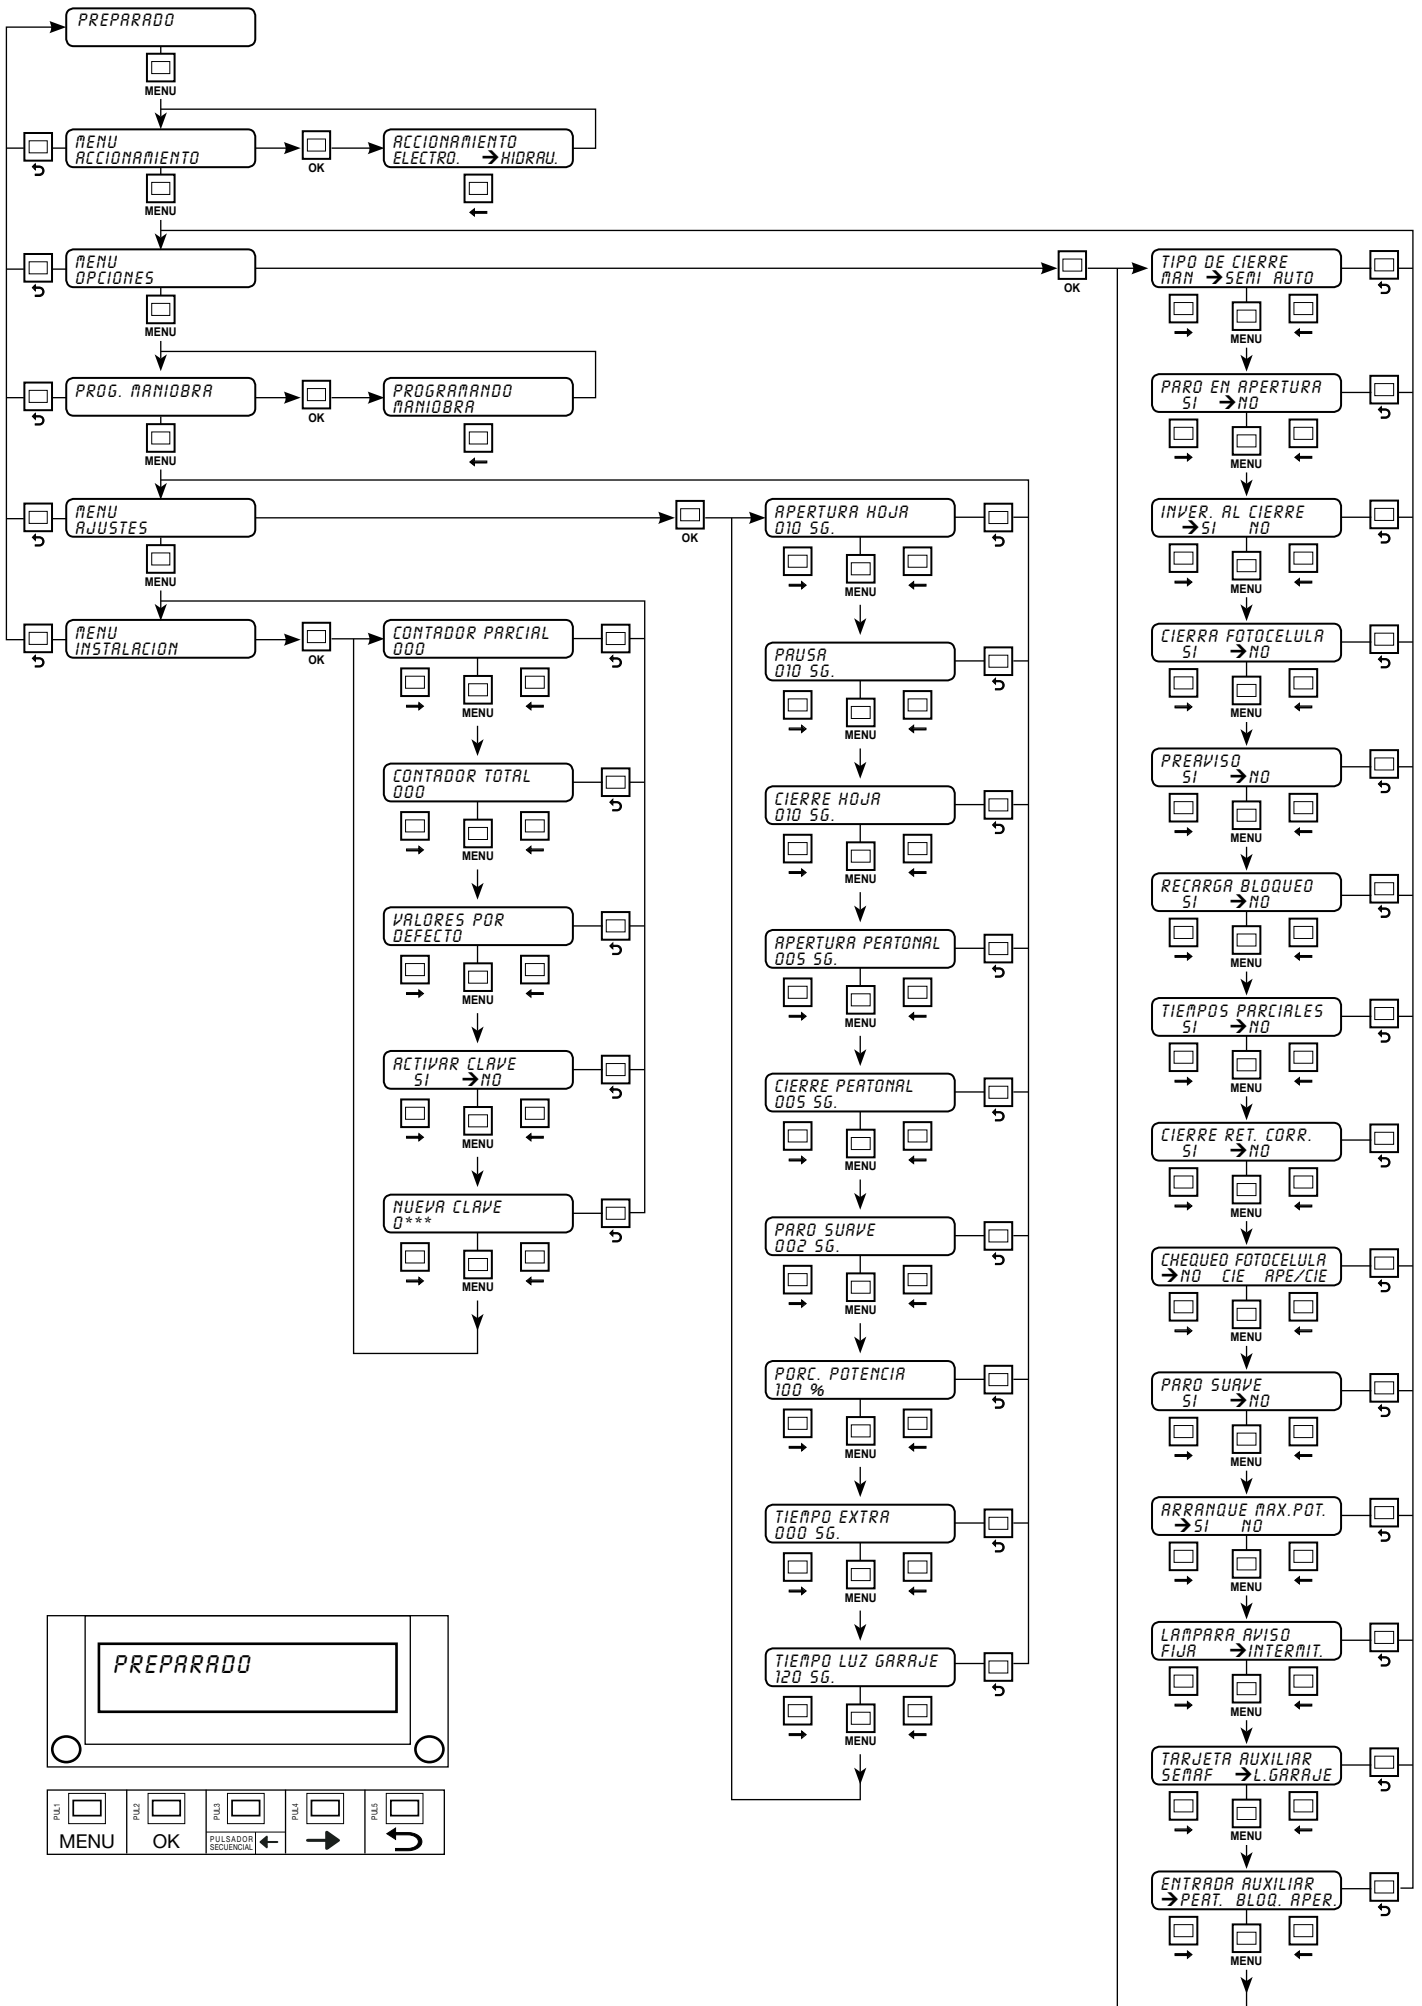 PREPARADO
MENU
MENU
ACCIONAMIENTO
OK
ACCIONAMIENTO
ELECTRO. →HIDRAU.
MENU
MENU
OPCIONES
OK
MENU
PROG. MANIOBRA
OK
PROGRAMANDO
MANIOBRA
MENU
MENU
AJUSTES
OK
MENU
MENU
INSTALACION
OK
CONTADOR PARCIAL
000
MENU
CONTADOR TOTAL
000
MENU
VALORES POR
DEFECTO
MENU
ACTIVAR CLAVE
SI →NO
MENU
NUEVA CLAVE
0***
MENU
APERTURA HOJA
010 SG.
MENU
PAUSA
010 SG.
MENU
CIERRE HOJA
010 SG.
MENU
APERTURA PEATONAL
005 SG.
MENU
CIERRE PEATONAL
005 SG.
MENU
PARO SUAVE
002 SG.
MENU
PORC. POTENCIA
100 %
MENU
TIEMPO EXTRA
000 SG.
MENU
TIEMPO LUZ GARAJE
120 SG.
MENU
TIPO DE CIERRE
MAN →SEMI AUTO
MENU
PARO EN APERTURA
SI →NO
MENU
INVER. AL CIERRE
→SI NO
MENU
CIERRA FOTOCELULA
SI →NO
MENU
PREAVISO
SI →NO
MENU
RECARGA BLOQUEO
SI →NO
MENU
TIEMPOS PARCIALES
SI →NO
MENU
CIERRE RET. CORR.
SI →NO
MENU
CHEQUEO FOTOCELULA
→NO CIE APE/CIE
MENU
PARO SUAVE
SI →NO
MENU
ARRANQUE MAX.POT.
→SI NO
MENU
LAMPARA AVISO
FIJA →INTERMIT.
MENU
TARJETA AUXILIAR
SEMAF →L.GARAJE
MENU
ENTRADA AUXILIAR
→PEAT. BLOQ. APER.
MENU
PREPARADO
PUL1
MENU
PUL2
OK
PUL3
PULSADOR
SECUENCIAL ←
PUL4
→
PUL5